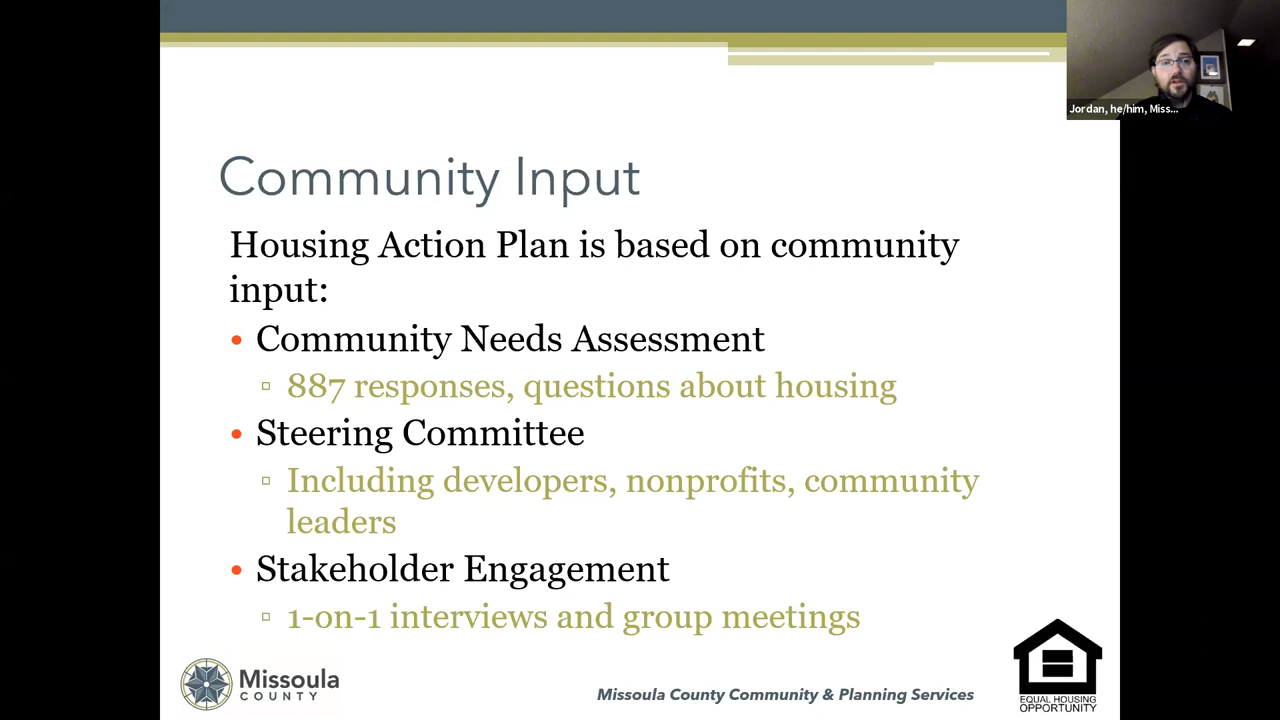 Jordan, he/him, Miss...
Community Input
Housing Action Plan is based on community
input:
• Community Needs Assessment
▫ 887 responses, questions about housing
• Steering Committee
▫ Including developers, nonprofits, community
leaders
• Stakeholder Engagement
▫ 1-on-1 interviews and group meetings
Missoula
COUNTY
Missoula County Community & Planning Services
EQUAL HOUSING
OPPORTUNITY